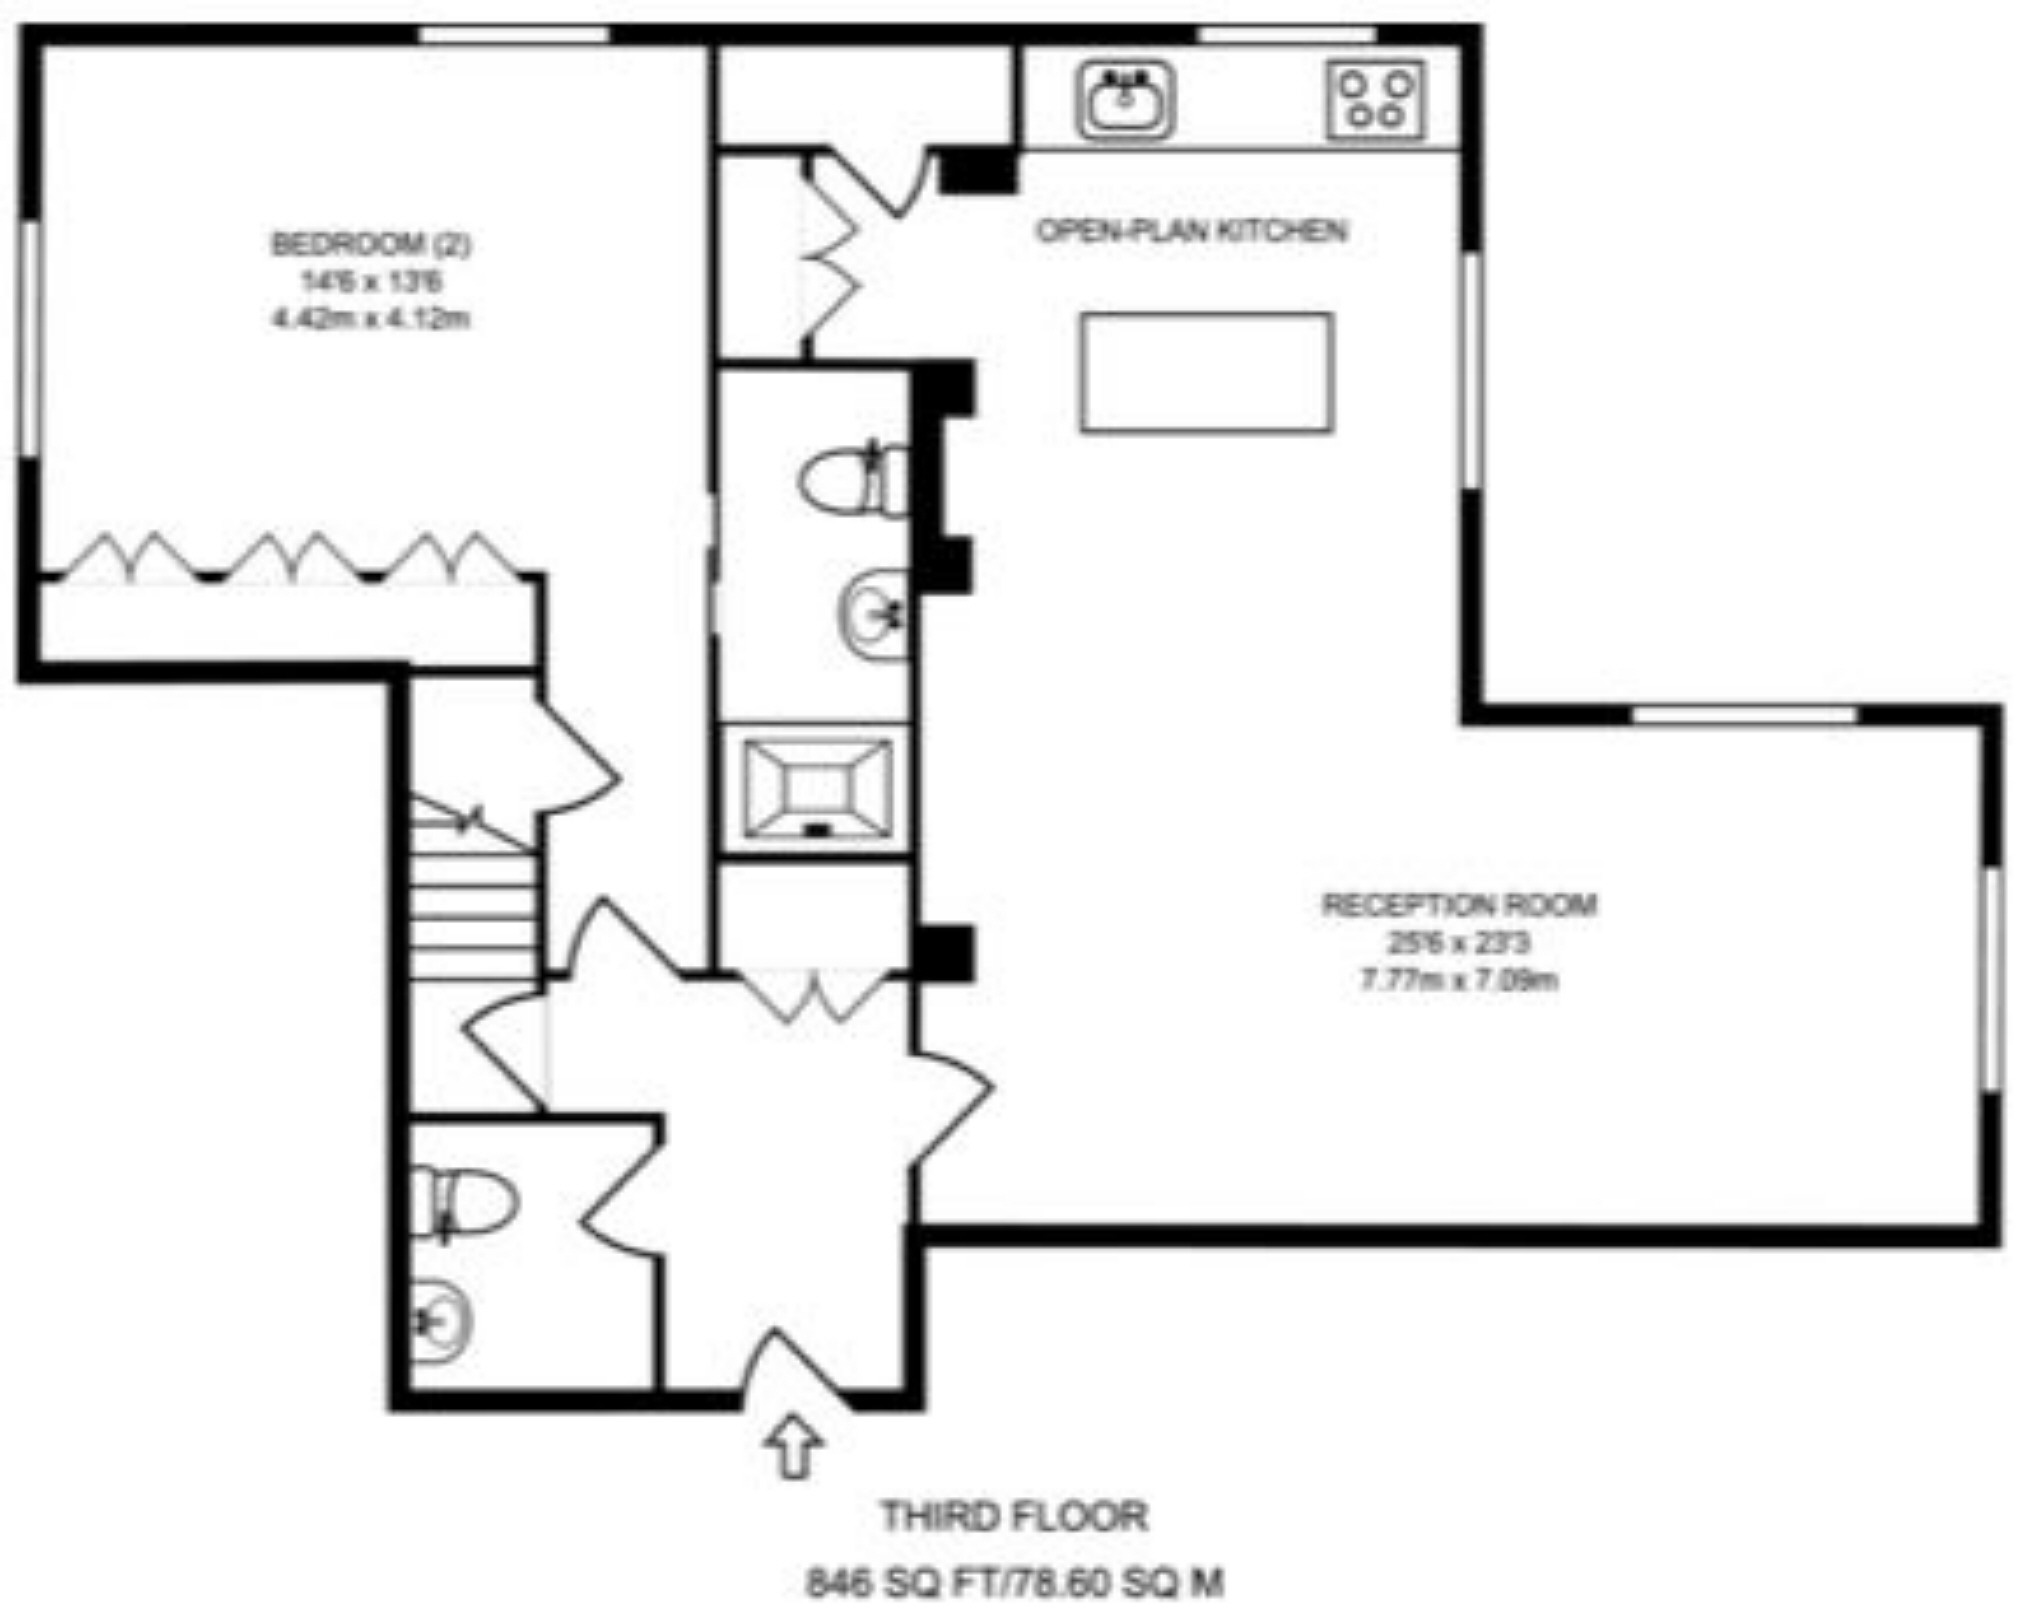 BEDROOM (2)
14'6 x 13'6
4.42m x 4.12m
OPEN-PLAN KITCHEN
RECEPTION ROOM
25'6 x 23'3
7.77m x 7.09m
THIRD FLOOR
846 SQ FT/78.60 SQ M